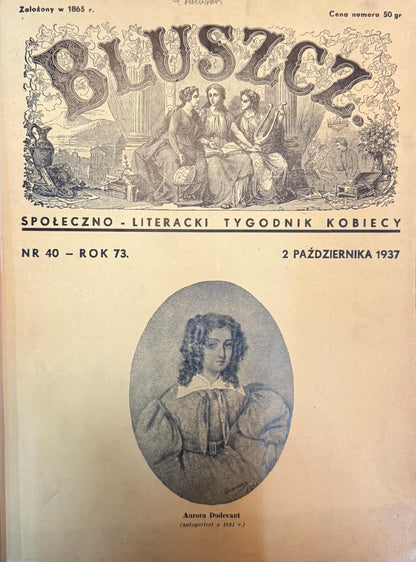 Założony w 1865 r.
Cena numeru 50 gr
BLUSZCZ.
SPOŁECZNO - LITERACKI TYGODNIK KOBIECY
NR 40 — ROK 73.
2 PAŹDZIERNIKA 1937
Aurora Dudevant
(autoportret z 1831 r.)